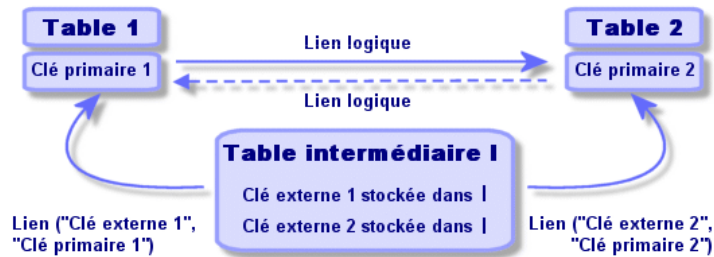 Table 1
Table 2
Lien logique
Clé primaire 1
Clé primaire 2
Lien logique
Table intermédiaire I
Clé externe 1 stockée dans I
Clé externe 2 stockée dans I
Lien ("Clé externe 1",
"Clé primaire 1")
Lien ("Clé externe 2",
"Clé primaire 2")